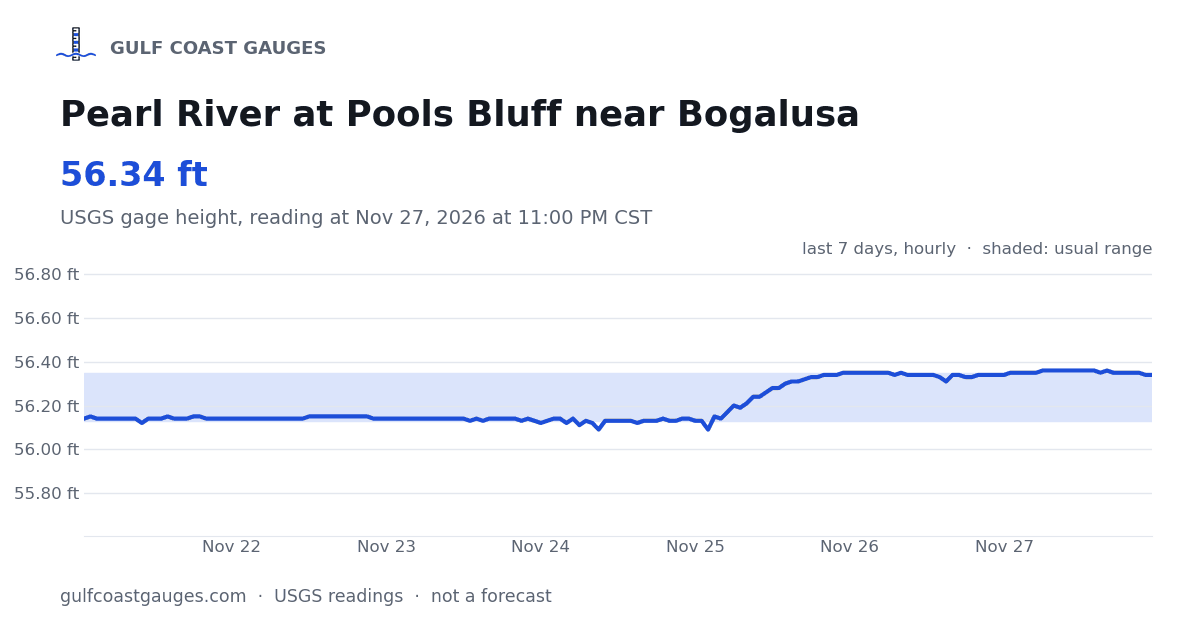 GULF COAST GAUGES
Pearl River at Pools Bluff near Bogalusa
56.34 ft
USGS gage height, reading at Nov 27, 2026 at 11:00 PM CST
last 7 days, hourly · shaded: usual range
56.80 ft
56.60 ft
56.40 ft
56.20 ft
56.00 ft
55.80 ft
Nov 22 Nov 23 Nov 24 Nov 25 Nov 26 Nov 27
gulfcoastgauges.com · USGS readings · not a forecast